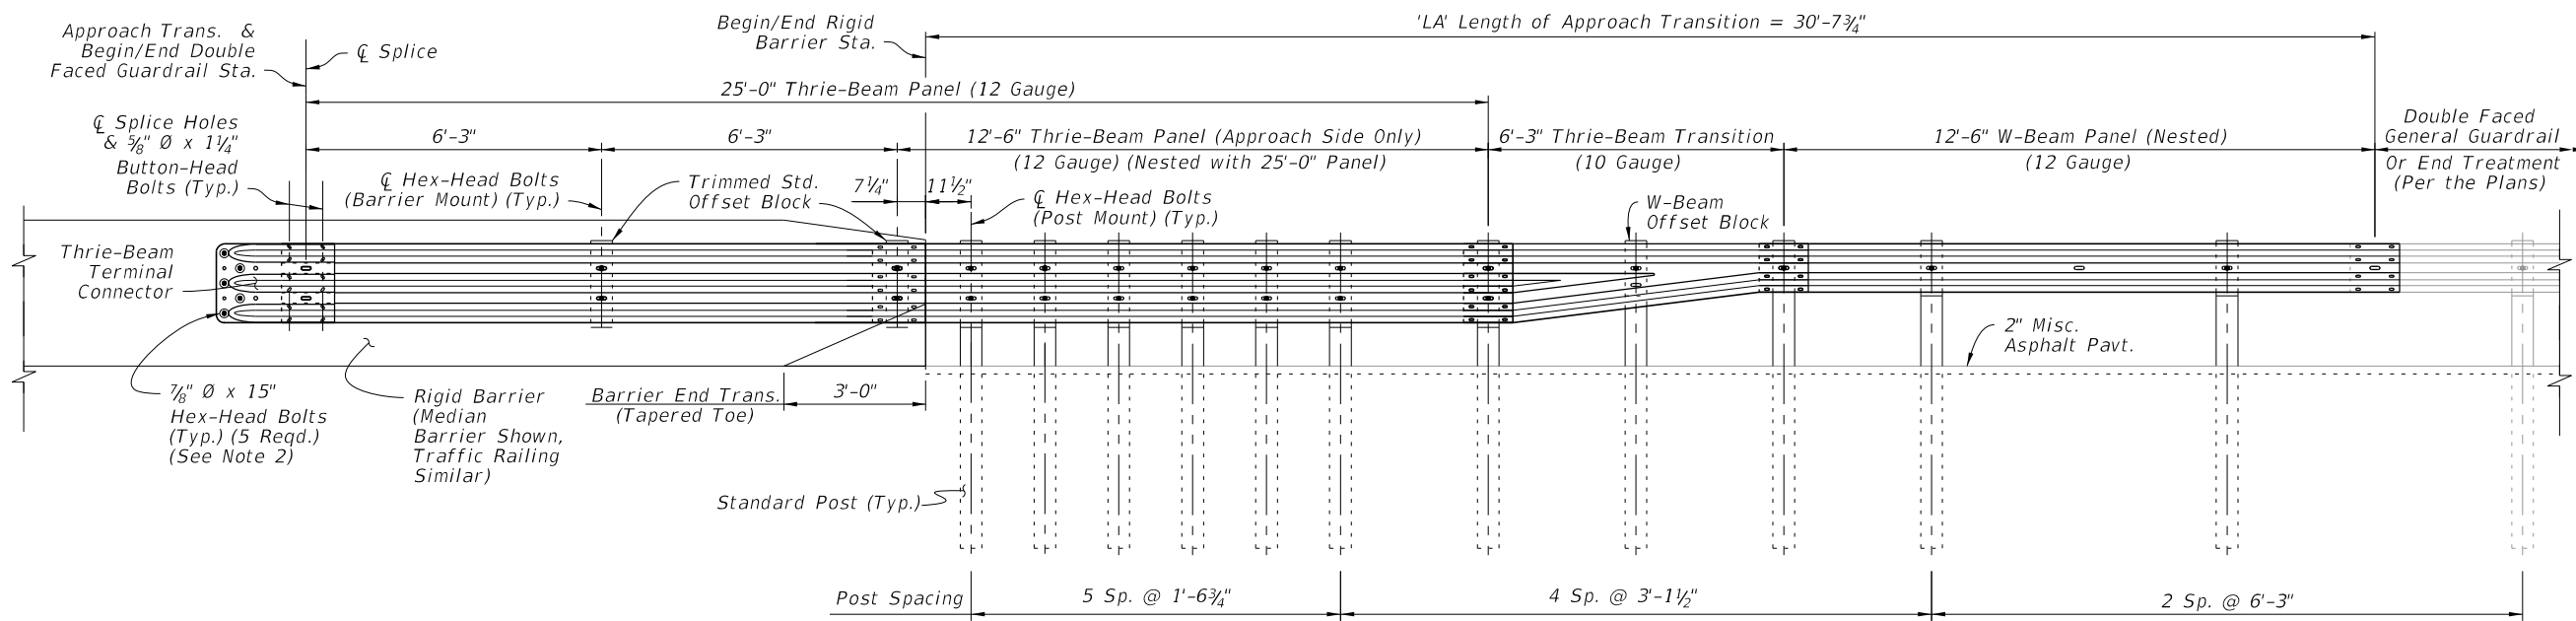 Approach Trans. &
Begin/End Double
Faced Guardrail Sta.
℄ Splice
Begin/End Rigid
Barrier Sta.
'LA' Length of Approach Transition = 30'-7¾"
25'-0" Thrie-Beam Panel (12 Gauge)
℄ Splice Holes
& ⅝" Ø x 1¼"
Button-Head
Bolts (Typ.)
6'-3"
6'-3"
12'-6" Thrie-Beam Panel (Approach Side Only)
(12 Gauge) (Nested with 25'-0" Panel)
6'-3" Thrie-Beam Transition
(10 Gauge)
12'-6" W-Beam Panel (Nested)
(12 Gauge)
Double Faced
General Guardrail
Or End Treatment
(Per the Plans)
℄ Hex-Head Bolts
(Barrier Mount) (Typ.)
Trimmed Std.
Offset Block
7¼"
11½"
℄ Hex-Head Bolts
(Post Mount) (Typ.)
W-Beam
Offset Block
Thrie-Beam
Terminal
Connector
2" Misc.
Asphalt Pavt.
⅞" Ø x 15"
Hex-Head Bolts
(Typ.) (5 Reqd.)
(See Note 2)
Rigid Barrier
(Median
Barrier Shown,
Traffic Railing
Similar)
Barrier End Trans.
(Tapered Toe)
3'-0"
Standard Post (Typ.)
Post Spacing
5 Sp. @ 1'-6¾"
4 Sp. @ 3'-1½"
2 Sp. @ 6'-3"